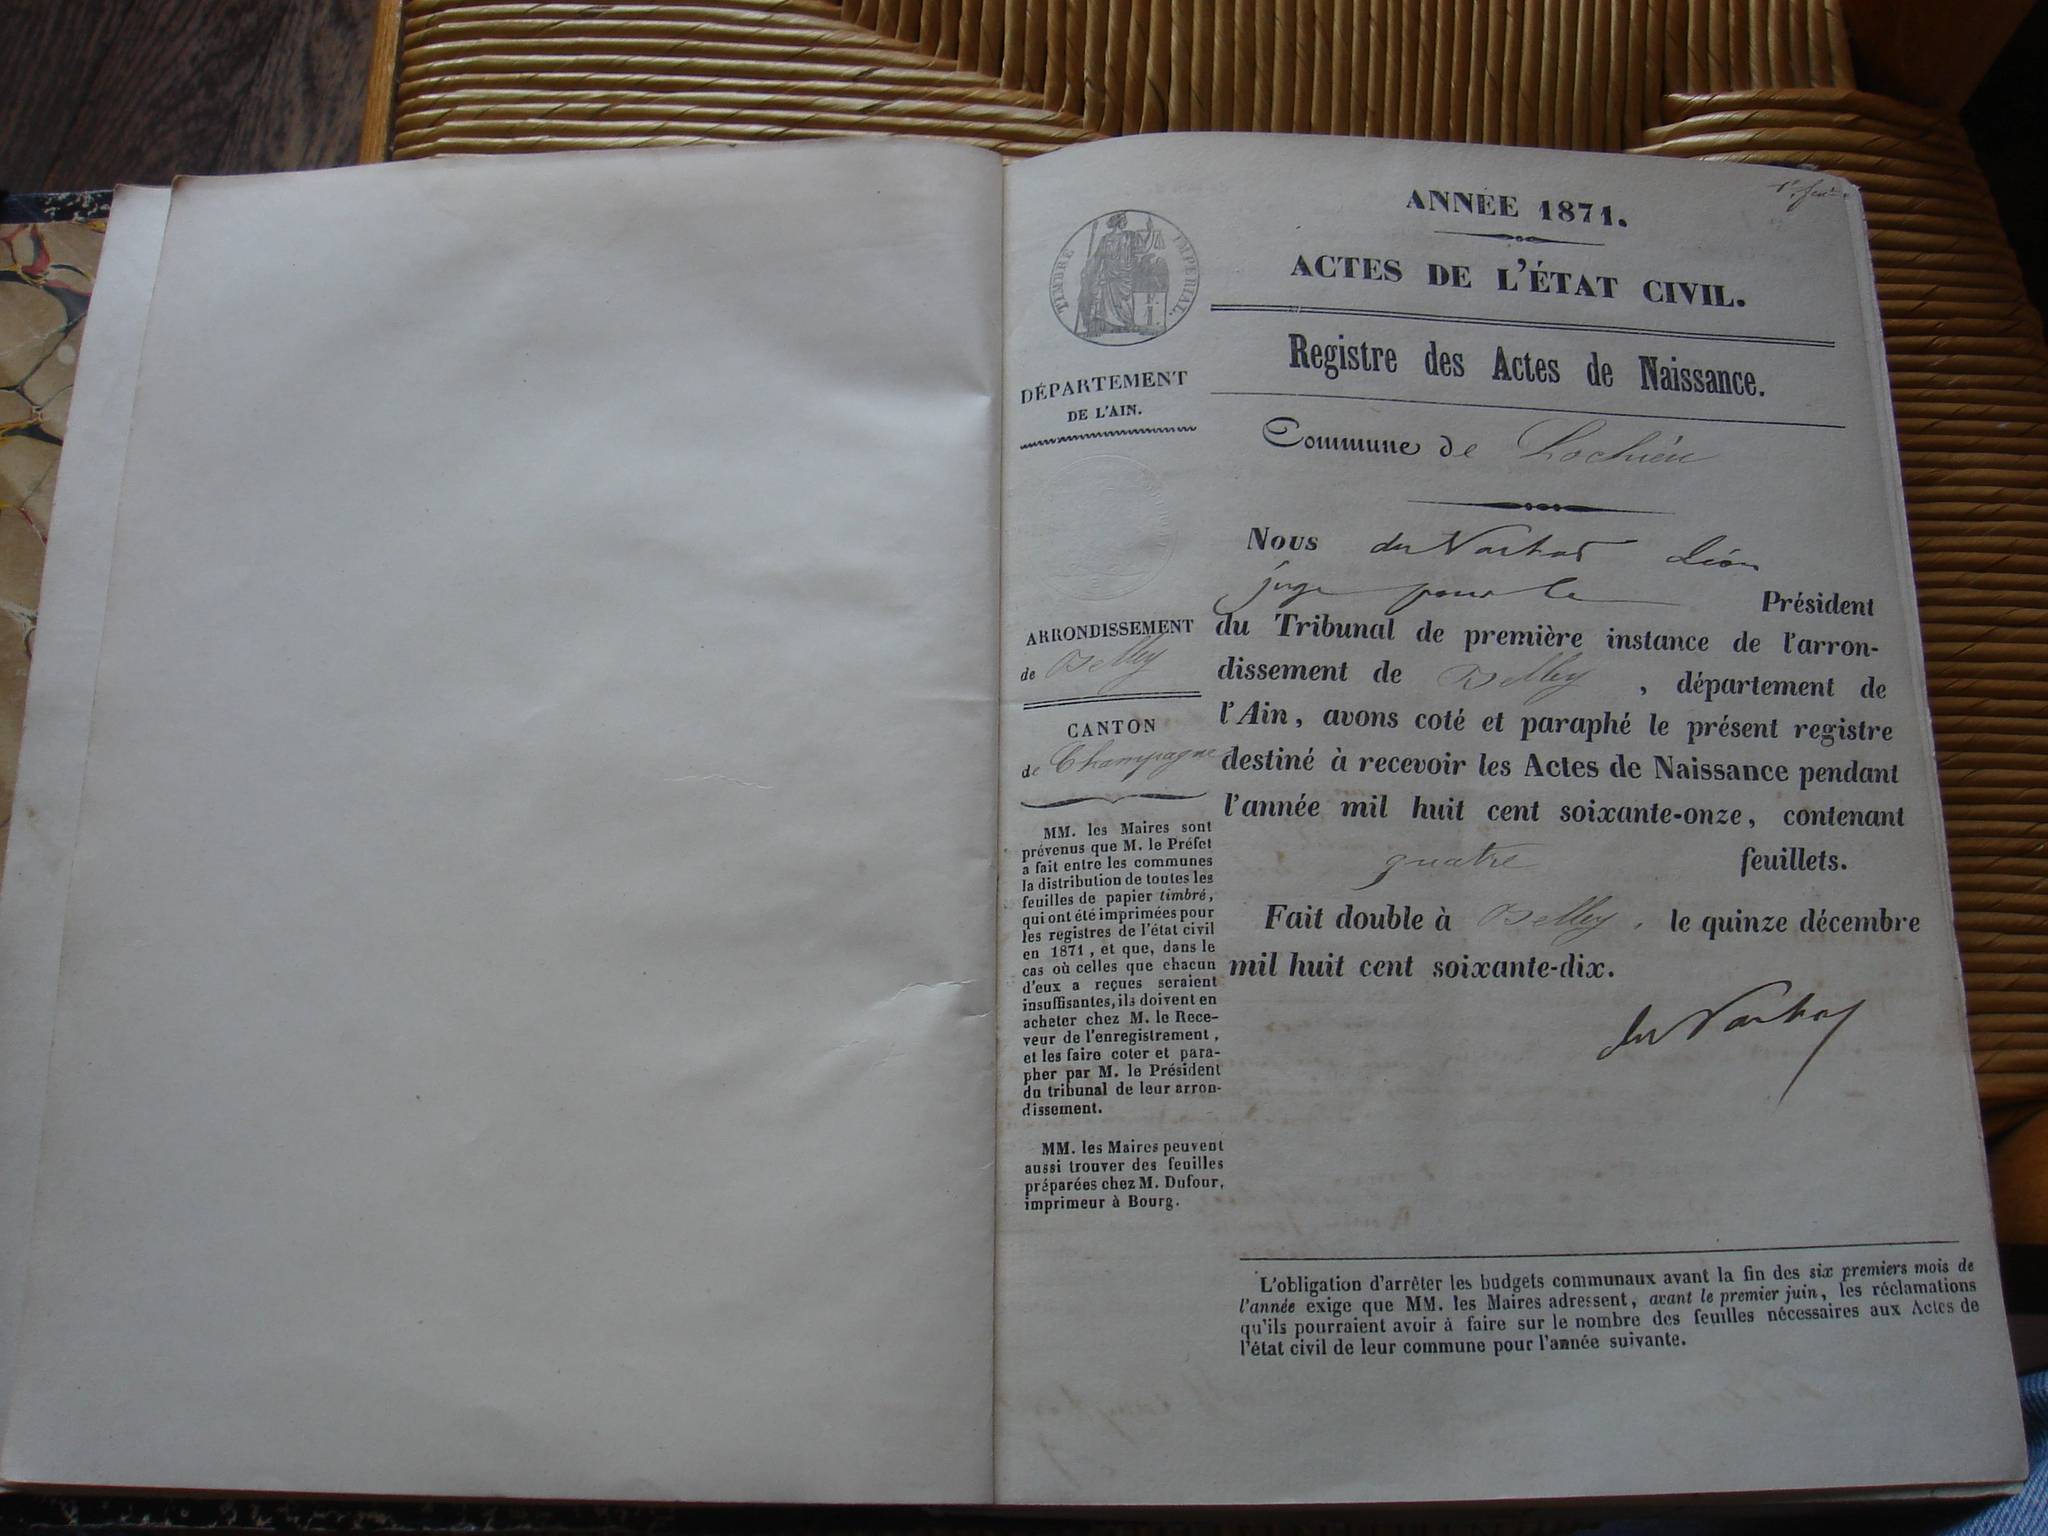 ANNÉE 1871.
ACTES DE L'ÉTAT CIVIL.
Registre des Actes de Naissance.
Commune de Lochieu
Nous Léon
juge pour le Président
du Tribunal de première instance de l'arron-
dissement de Belley, département de
l'Ain, avons coté et paraphé le présent registre
destiné à recevoir les Actes de Naissance pendant
l'année mil huit cent soixante-onze, contenant
quatre feuillets.
Fait double à Belley, le quinze décembre
mil huit cent soixante-dix.
TIMBRE IMPERIAL.
DÉPARTEMENT
DE L'AIN.
ARRONDISSEMENT
de Belley
CANTON
de Champagne
MM. les Maires sont
prévenus que M. le Préfet
a fait entre les communes
la distribution de toutes les
feuilles de papier timbré,
qui ont été imprimées pour
les registres de l'état civil
en 1871, et que, dans le
cas où celles que chacun
d'eux a reçues seraient
insuffisantes, ils doivent en
acheter chez M. le Rece-
veur de l'enregistrement,
et les faire coter et para-
pher par M. le Président
du tribunal de leur arron-
dissement.
MM. les Maires peuvent
aussi trouver des feuilles
préparées chez M. Dufour,
imprimeur à Bourg.
L'obligation d'arrêter les budgets communaux avant la fin des six premiers mois de
l'année exige que MM. les Maires adressent, avant le premier juin, les réclamations
qu'ils pourraient avoir à faire sur le nombre des feuilles nécessaires aux Actes de
l'état civil de leur commune pour l'année suivante.